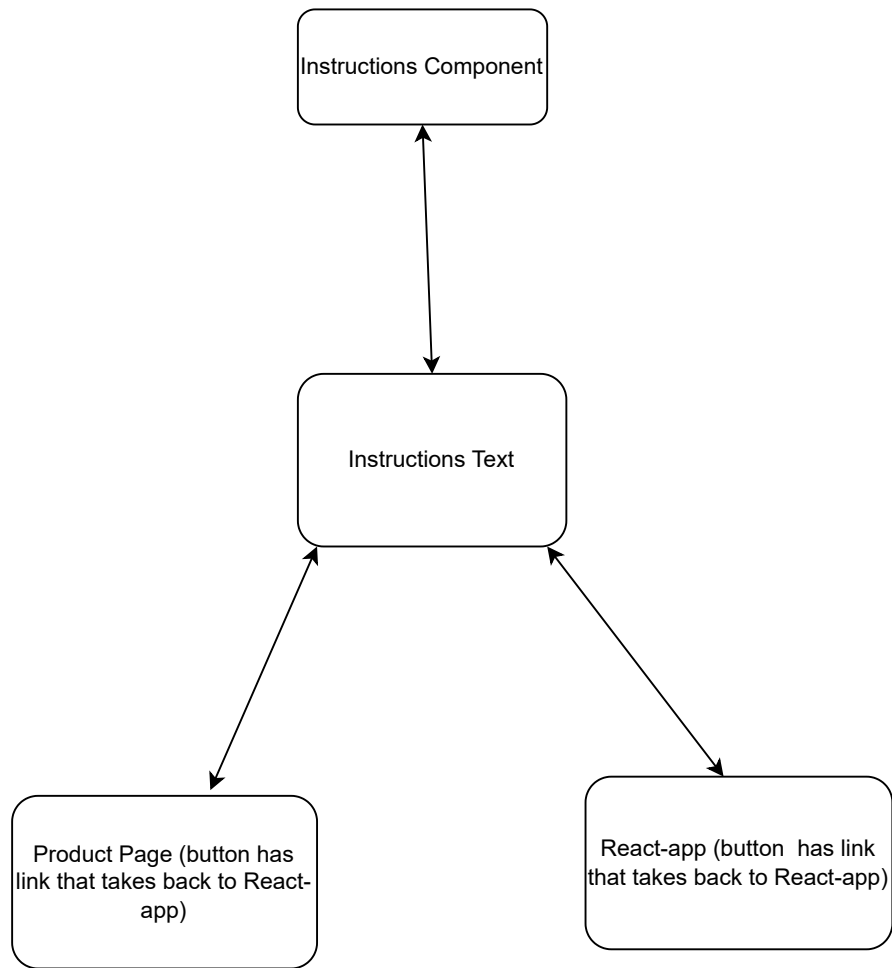 Instructions Component
Instructions Text
Product Page (button has
link that takes back to React-
app)
React-app (button  has link
that takes back to React-app)